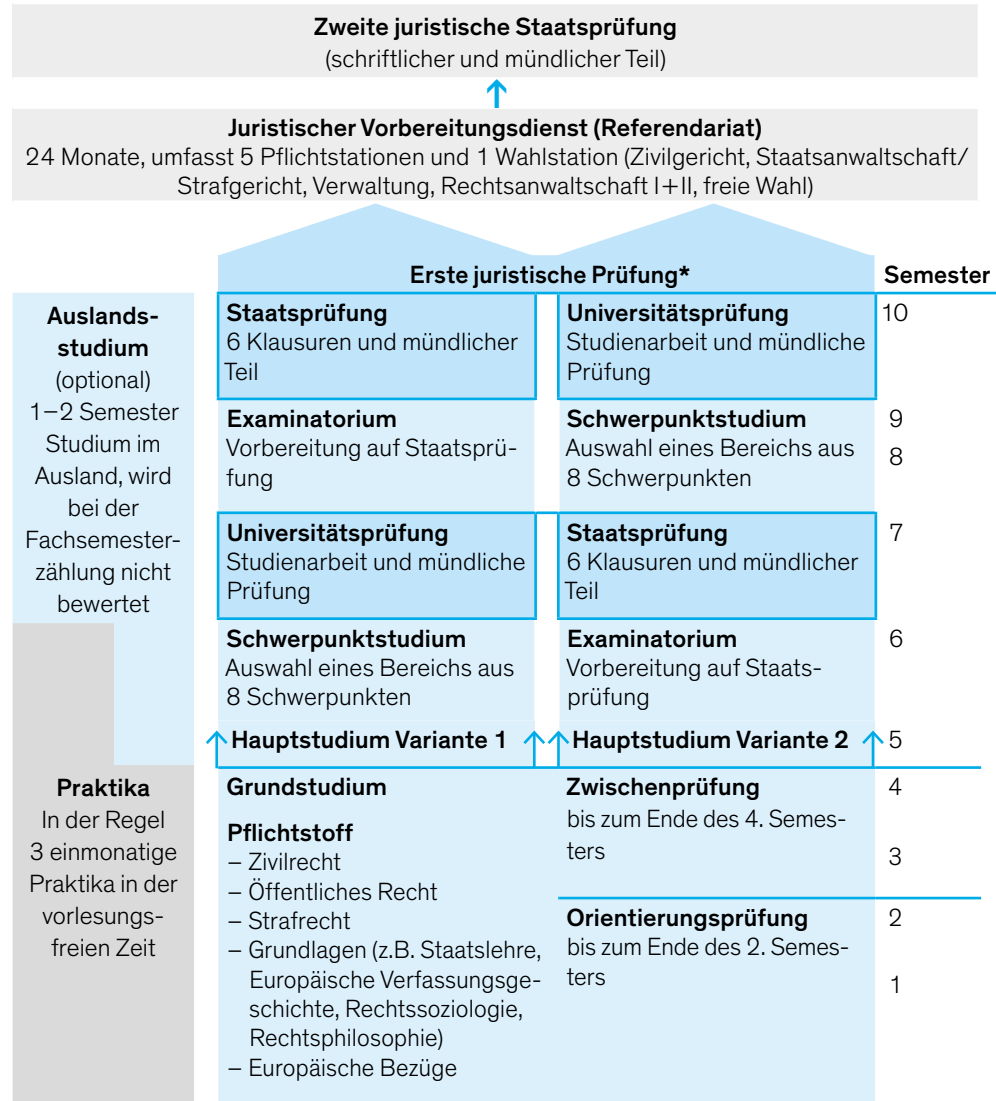 Zweite juristische Staatsprüfung
(schriftlicher und mündlicher Teil)
Juristischer Vorbereitungsdienst (Referendariat)
24 Monate, umfasst 5 Pflichtstationen und 1 Wahlstation (Zivilgericht, Staatsanwaltschaft/
Strafgericht, Verwaltung, Rechtsanwaltschaft I+II, freie Wahl)
Erste juristische Prüfung*
Semester
Auslands-
studium
(optional)
1–2 Semester
Studium im
Ausland, wird
bei der
Fachsemester-
zählung nicht
bewertet
Staatsprüfung
6 Klausuren und mündlicher
Teil
Universitätsprüfung
Studienarbeit und mündliche
Prüfung
10
Examinatorium
Vorbereitung auf Staatsprü-
fung
Schwerpunktstudium
Auswahl eines Bereichs aus
8 Schwerpunkten
9
8
Universitätsprüfung
Studienarbeit und mündliche
Prüfung
Staatsprüfung
6 Klausuren und mündlicher
Teil
7
Schwerpunktstudium
Auswahl eines Bereichs aus
8 Schwerpunkten
Examinatorium
Vorbereitung auf Staats-
prüfung
6
Hauptstudium Variante 1
Hauptstudium Variante 2
5
Praktika
In der Regel
3 einmonatige
Praktika in der
vorlesungs-
freien Zeit
Grundstudium
Pflichtstoff
– Zivilrecht
– Öffentliches Recht
– Strafrecht
– Grundlagen (z.B. Staatslehre,
Europäische Verfassungsge-
schichte, Rechtssoziologie,
Rechtsphilosophie)
– Europäische Bezüge
Zwischenprüfung
bis zum Ende des 4. Semes-
ters
4
3
Orientierungsprüfung
bis zum Ende des 2. Semes-
ters
2
1